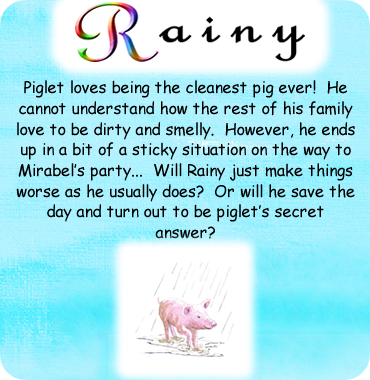 Rainy
Piglet loves being the cleanest pig ever!  He
cannot understand how the rest of his family
love to be dirty and smelly.  However, he ends
up in a bit of a sticky situation on the way to
Mirabel's party...  Will Rainy just make things
worse as he usually does?  Or will he save the
day and turn out to be piglet's secret
answer?